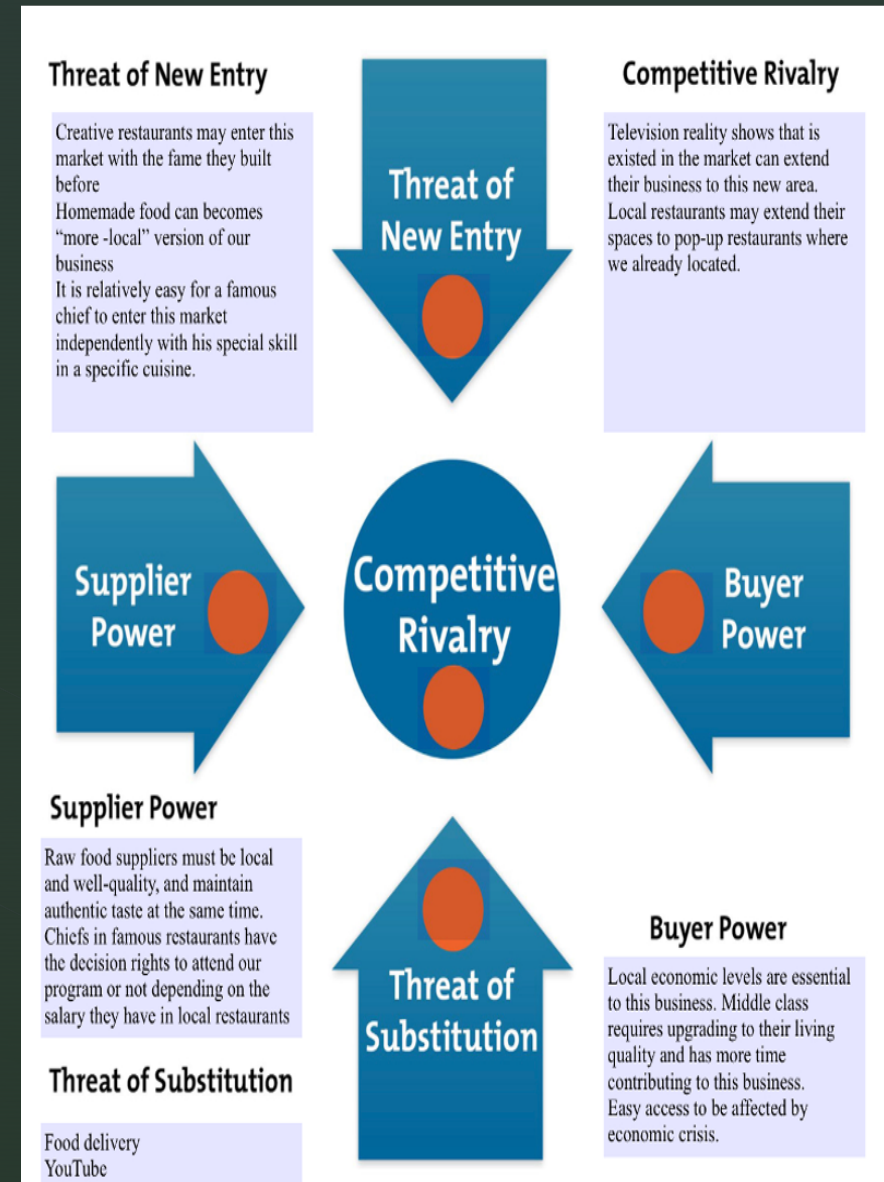 Threat of New Entry
Creative restaurants may enter this
market with the fame they built
before
Homemade food can becomes
“more -local” version of our
business
It is relatively easy for a famous
chief to enter this market
independently with his special skill
in a specific cuisine.
Threat of
New Entry
Competitive Rivalry
Television reality shows that is
existed in the market can extend
their business to this new area.
Local restaurants may extend their
spaces to pop-up restaurants where
we already located.
Supplier
Power
Competitive
Rivalry
Buyer
Power
Supplier Power
Raw food suppliers must be local
and well-quality, and maintain
authentic taste at the same time.
Chiefs in famous restaurants have
the decision rights to attend our
program or not depending on the
salary they have in local restaurants
Threat of Substitution
Food delivery
YouTube
Threat of
Substitution
Buyer Power
Local economic levels are essential
to this business. Middle class
requires upgrading to their living
quality and has more time
contributing to this business.
Easy access to be affected by
economic crisis.